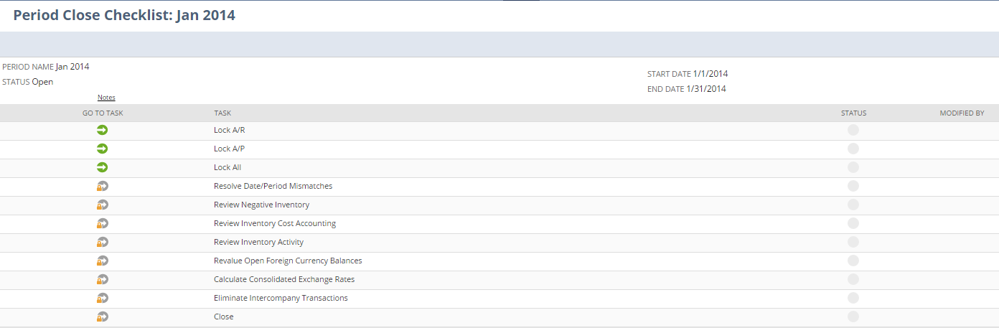 Period Close Checklist: Jan 2014
PERIOD NAME Jan 2014
STATUS Open
START DATE 1/1/2014
END DATE 1/31/2014
Notes
GO TO TASK TASK STATUS MODIFIED BY
Lock A/R
Lock A/P
Lock All
Resolve Date/Period Mismatches
Review Negative Inventory
Review Inventory Cost Accounting
Review Inventory Activity
Revalue Open Foreign Currency Balances
Calculate Consolidated Exchange Rates
Eliminate Intercompany Transactions
Close